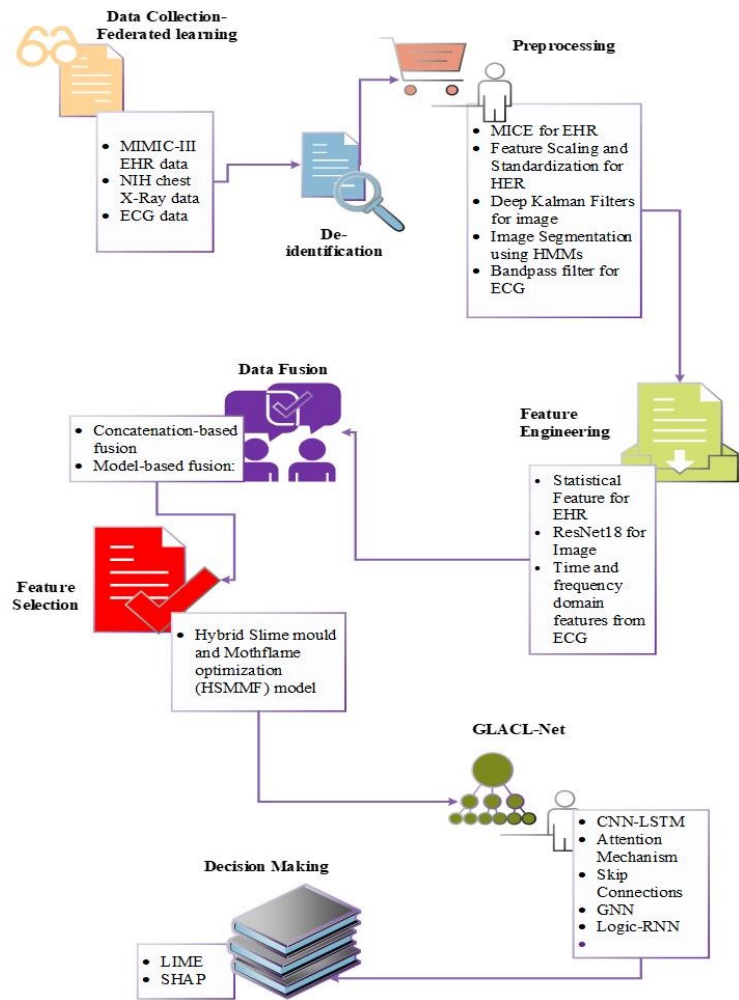 Data Collection-
Federated learning
• MIMIC-III
EHR data
• NIH chest
X-Ray data
• ECG data
De-
identification
Preprocessing
• MICE for EHR
• Feature Scaling and
Standardization for
HER
• Deep Kalman Filters
for image
• Image Segmentation
using HMMs
• Bandpass filter for
ECG
Feature
Engineering
• Statistical
Feature for
EHR
• ResNet18 for
Image
• Time and
frequency
domain
features from
ECG
Data Fusion
• Concatenation-based
fusion
• Model-based fusion:
Feature
Selection
• Hybrid Slime mould
and Mothflame
optimization
(HSMMF) model
GLACL-Net
• CNN-LSTM
• Attention
Mechanism
• Skip
Connections
• GNN
• Logic-RNN
•
Decision Making
• LIME
• SHAP